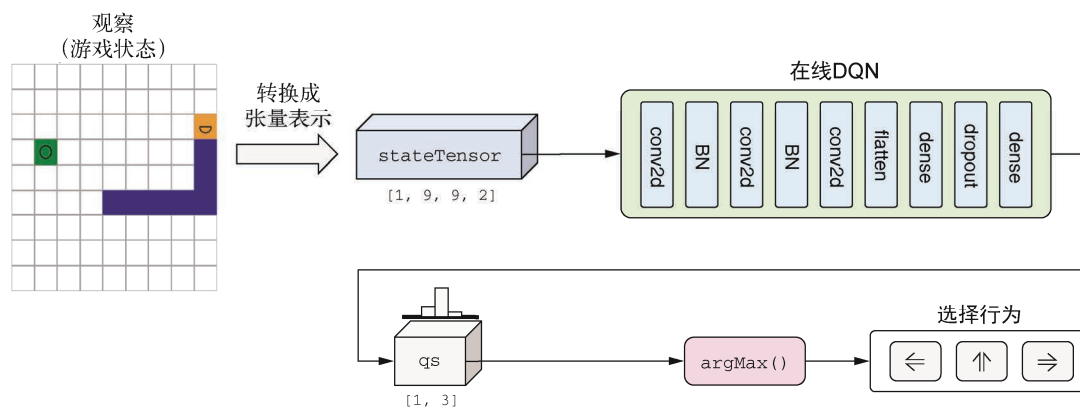 观察
（游戏状态）
D
O
转换成
张量表示
stateTensor
[1, 9, 9, 2]
在线DQN
conv2d
BN
conv2d
BN
conv2d
flatten
dense
dropout
dense
qs
[1, 3]
argMax()
选择行为
⇐
⇑
⇒